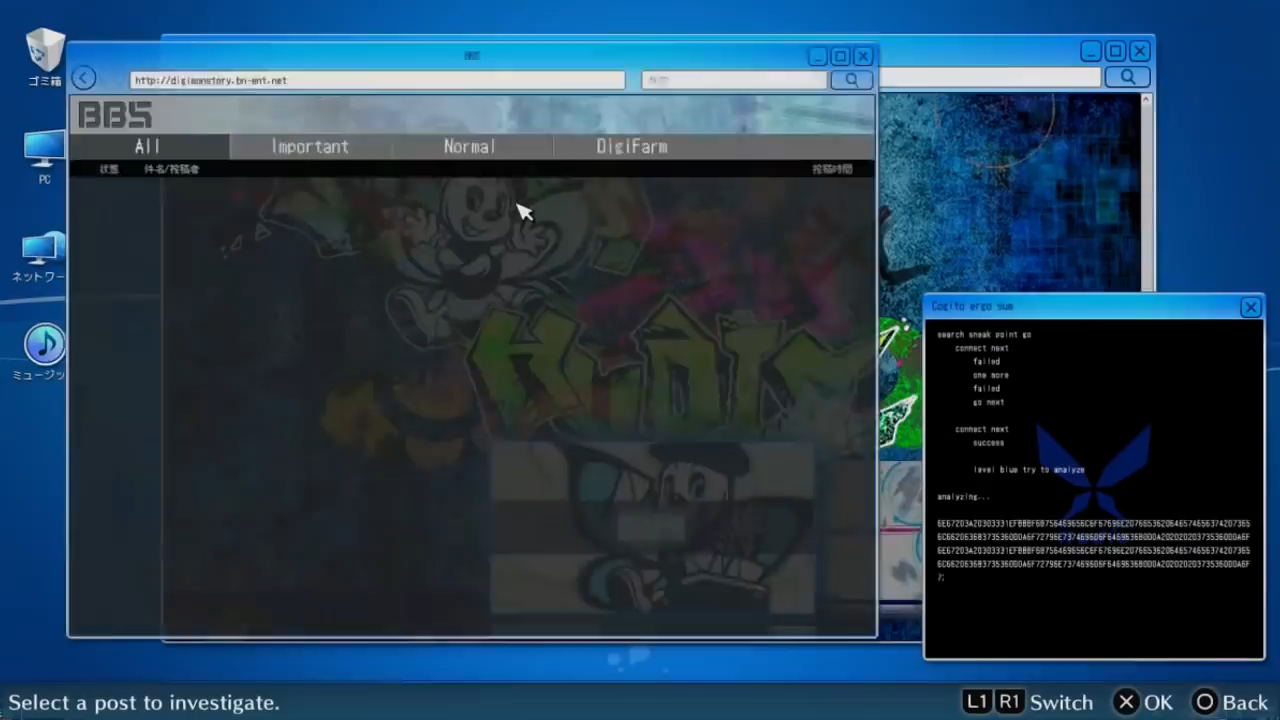 ゴミ箱
PC
ネットワー
ミュージッ
http://digimonstory.bn-ent.net
BBS
All Important Normal DigiFarm
状態 件名/投稿者 投稿時間
Cogito ergo sum
search sneak point go
connect next
failed
one more
failed
go next
connect next
success
level blue try to analyze
analyzing...
};
Select a post to investigate.
L1 R1 Switch X OK O Back